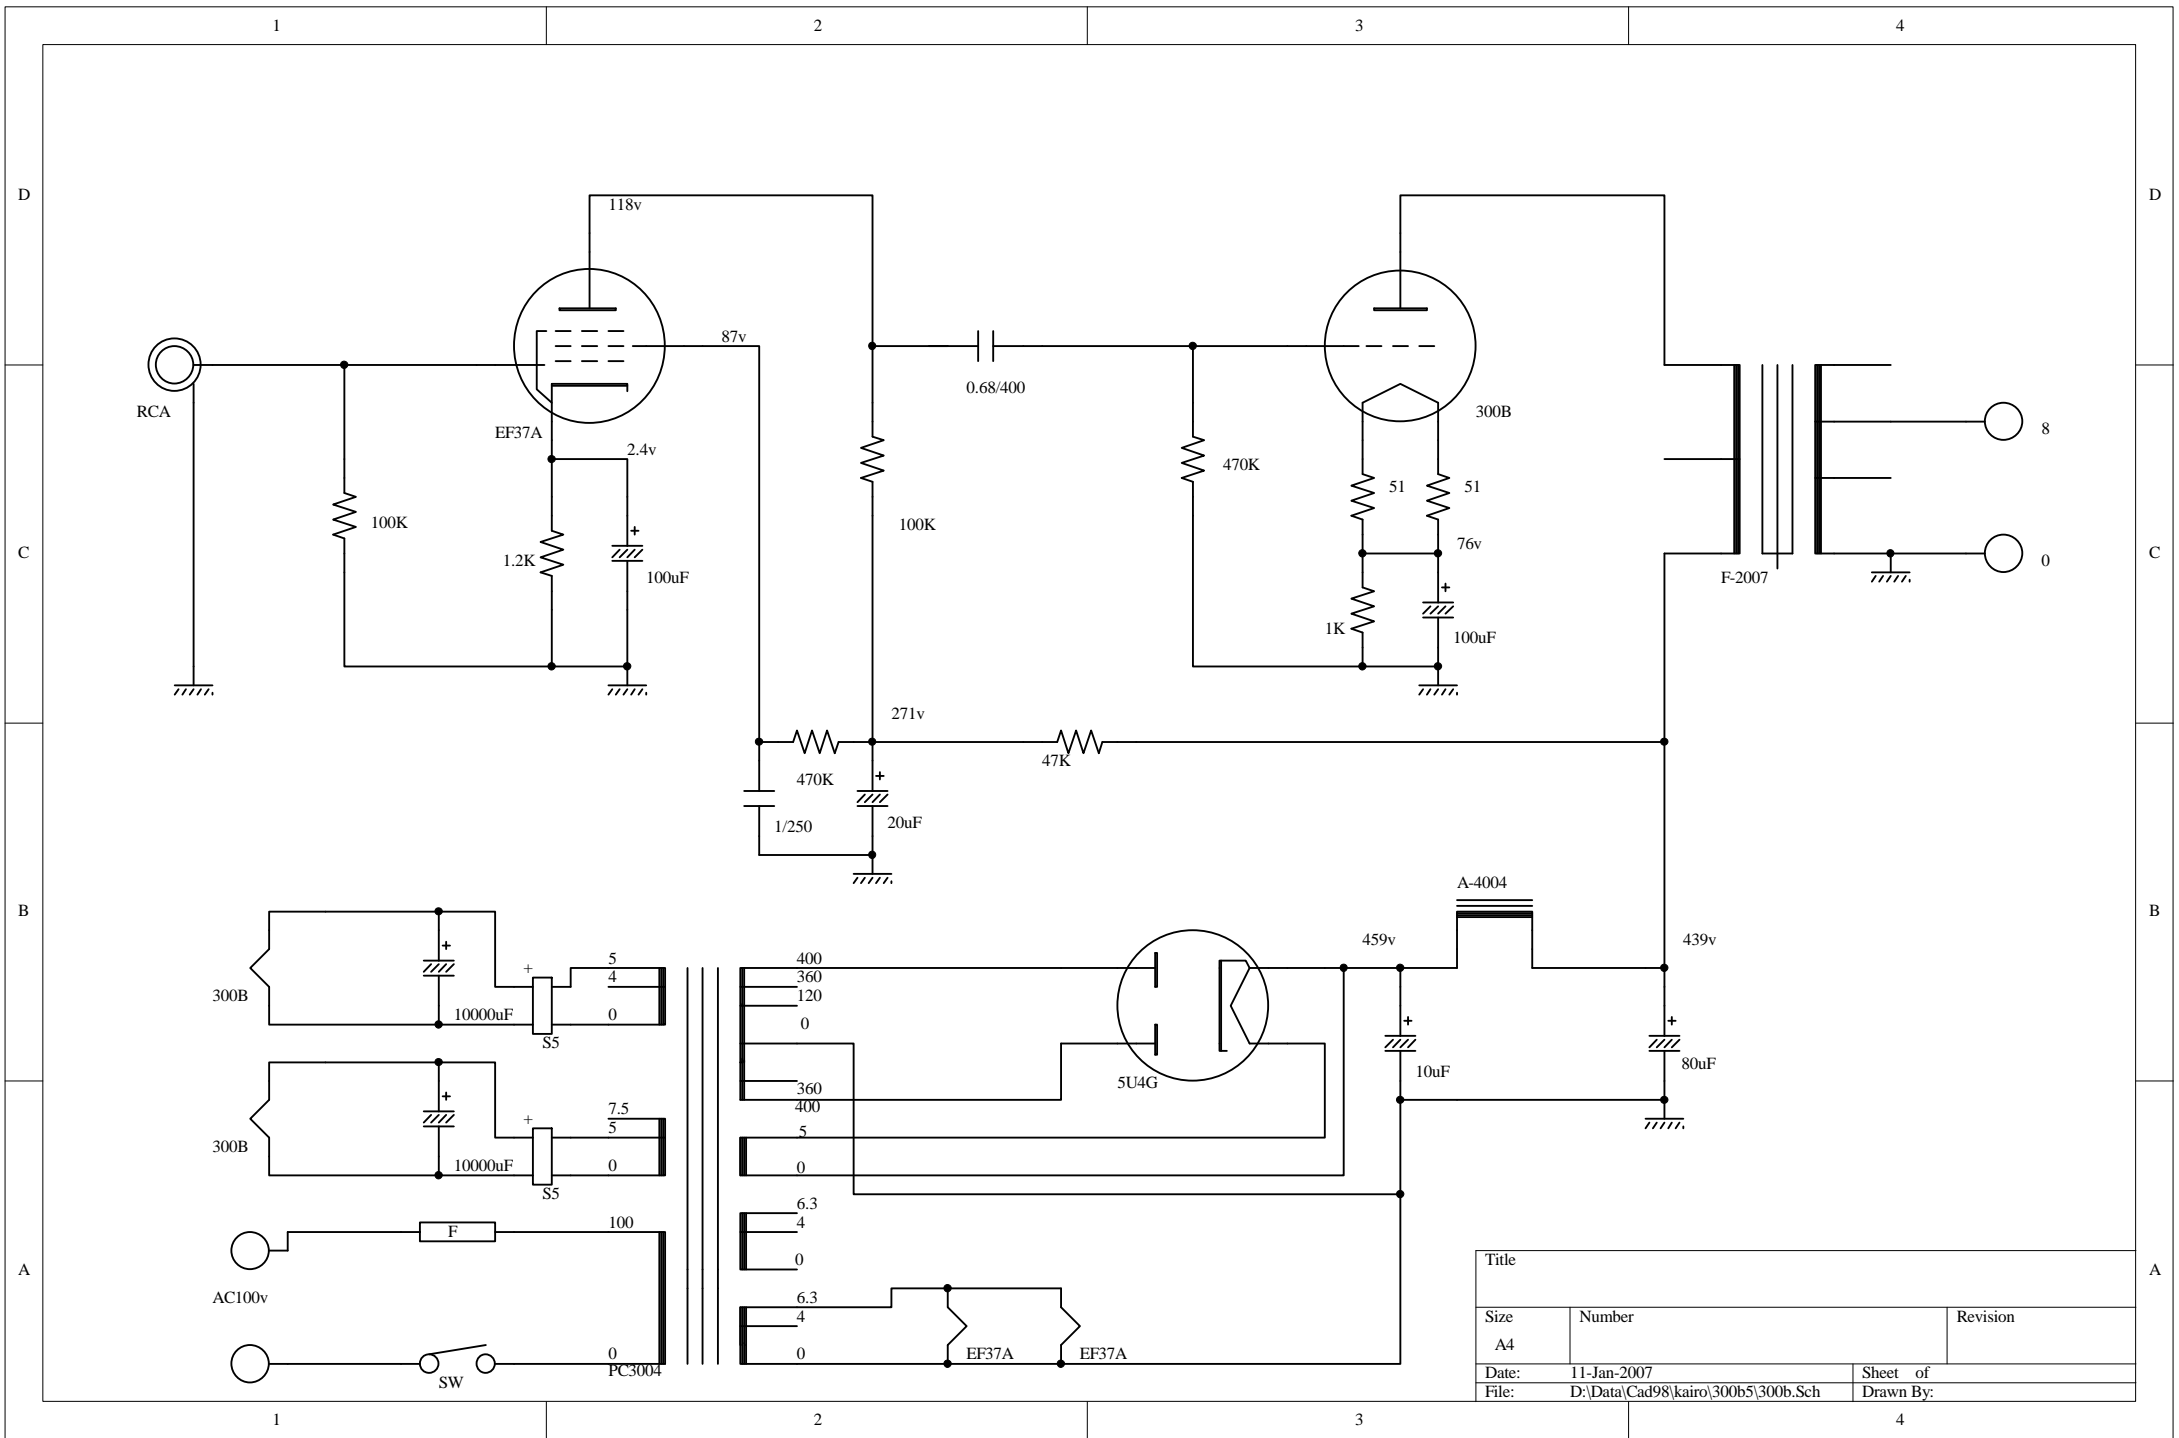 1 2 3 4
D D
118v
87v
RCA
0.68/400
300B
EF37A
8
2.4v
470K
51 51
100K
100K
76v
C C
1.2K
0
100uF
F-2007
1K
100uF
271v
47K
470K
1/250
20uF
A-4004
B B
459v 439v
5 400
+
4 360
300B 120
10000uF 0 0
S5
10uF
80uF
5U4G
360
7.5 400
+
5 5
300B
10000uF 0 0
S5
6.3
100 4
F
0
A A
AC100v
6.3
4
0 0
EF37A EF37A
PC3004
SW
Title
Size Number Revision
A4
Date: 11-Jan-2007 Sheet of
File: D:\Data\Cad98\kairo\300b5\300b.Sch Drawn By:
1 2 3 4